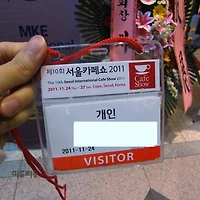 MKE
제10회 서울카페쇼 2011
The 10th Seoul International Cafe Show 2011
2011.11.24 Thu - 27 Sun, Coex, Seoul, Korea
Cafe
Show
개인
2011-11-24
VISITOR